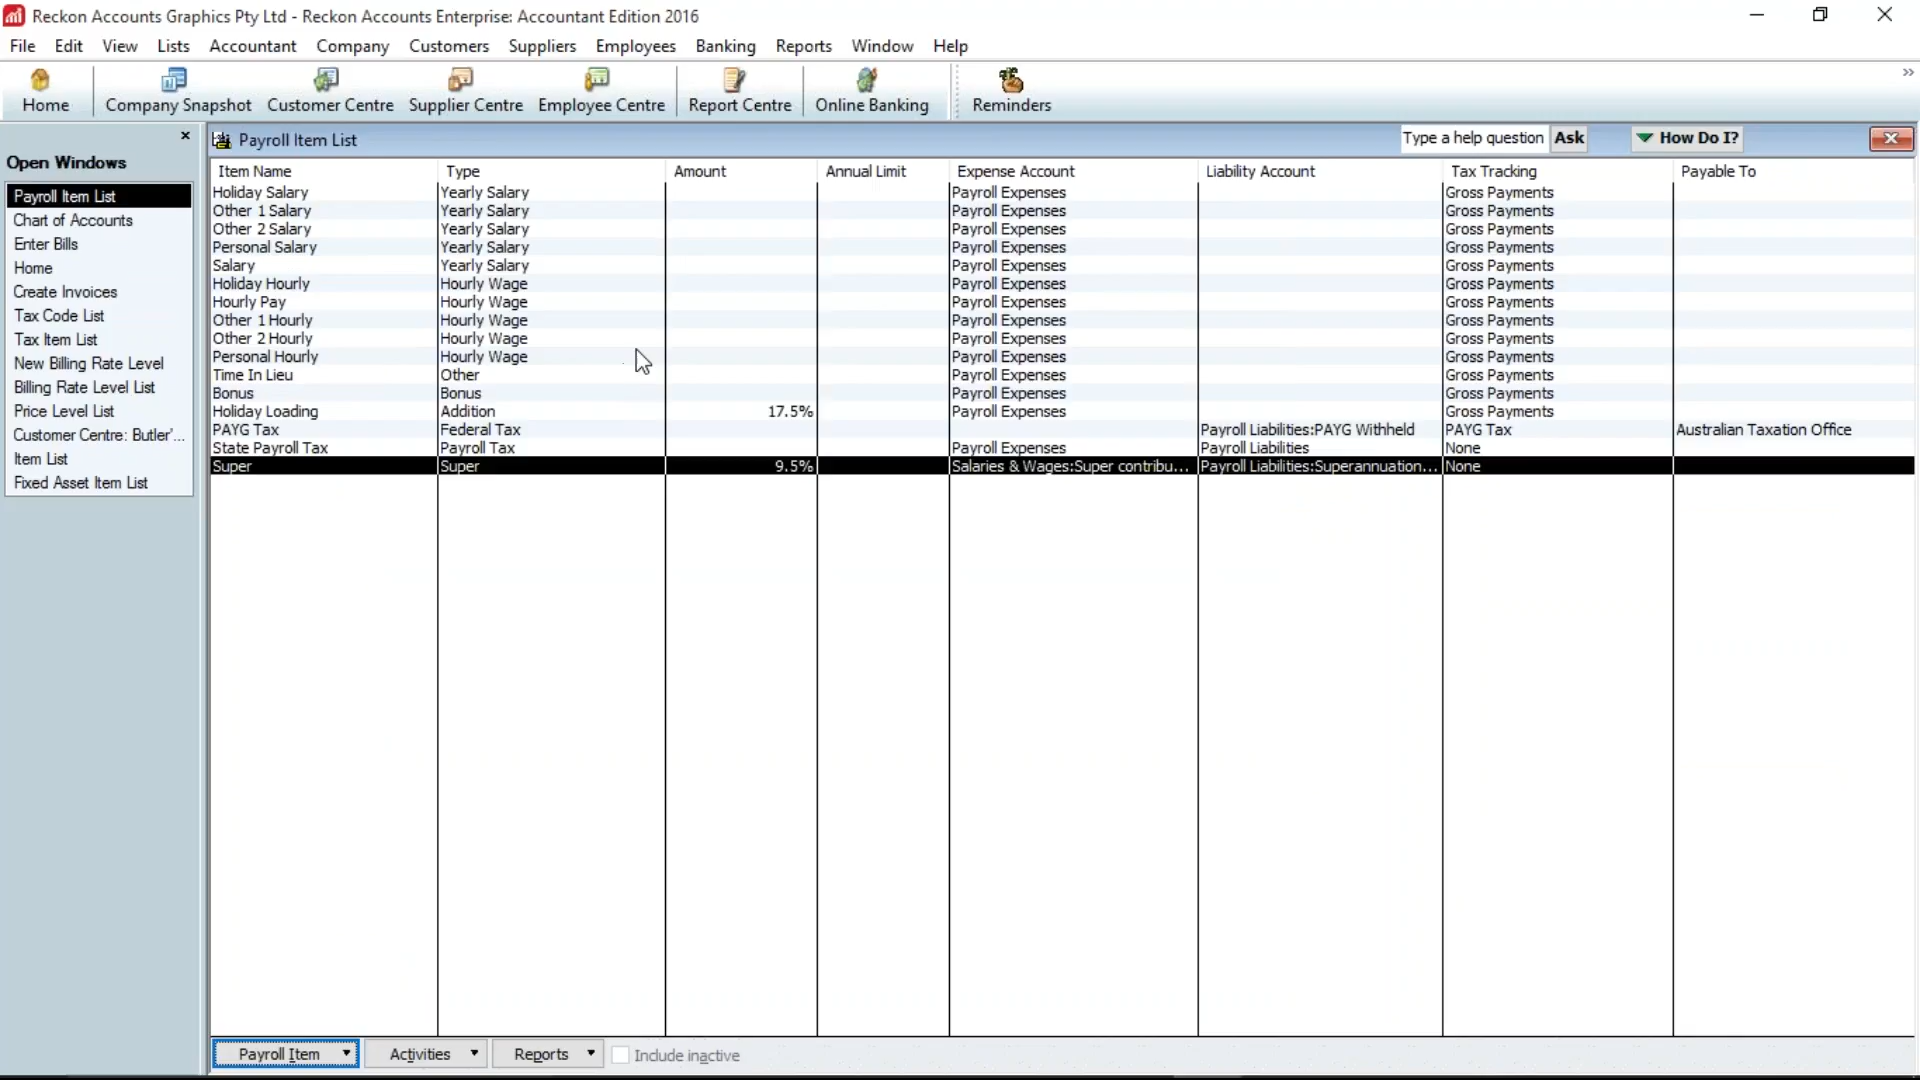 Reckon Accounts Graphics Pty Ltd - Reckon Accounts Enterprise: Accountant Edition 2016
File Edit View Lists Accountant Company Customers Suppliers Employees Banking Reports Window Help
Home Company Snapshot Customer Centre Supplier Centre Employee Centre Report Centre Online Banking Reminders
Open Windows
Payroll Item List
Chart of Accounts
Enter Bills
Home
Create Invoices
Tax Code List
Tax Item List
New Billing Rate Level
Billing Rate Level List
Price Level List
Customer Centre: Butler'...
Item List
Fixed Asset Item List
Payroll Item List Type a help question Ask How Do I?
Item Name Type Amount Annual Limit Expense Account Liability Account Tax Tracking Payable To
Holiday Salary Yearly Salary Payroll Expenses Gross Payments
Other 1 Salary Yearly Salary Payroll Expenses Gross Payments
Other 2 Salary Yearly Salary Payroll Expenses Gross Payments
Personal Salary Yearly Salary Payroll Expenses Gross Payments
Salary Yearly Salary Payroll Expenses Gross Payments
Holiday Hourly Hourly Wage Payroll Expenses Gross Payments
Hourly Pay Hourly Wage Payroll Expenses Gross Payments
Other 1 Hourly Hourly Wage Payroll Expenses Gross Payments
Other 2 Hourly Hourly Wage Payroll Expenses Gross Payments
Personal Hourly Hourly Wage Payroll Expenses Gross Payments
Time In Lieu Other Payroll Expenses Gross Payments
Bonus Bonus Payroll Expenses Gross Payments
Holiday Loading Addition 17.5% Payroll Expenses Gross Payments
PAYG Tax Federal Tax Payroll Liabilities:PAYG Withheld PAYG Tax Australian Taxation Office
State Payroll Tax Payroll Tax Payroll Expenses Payroll Liabilities None
Super Super 9.5% Salaries & Wages:Super contribu... Payroll Liabilities:Superannuation... None
Payroll Item Activities Reports Include inactive